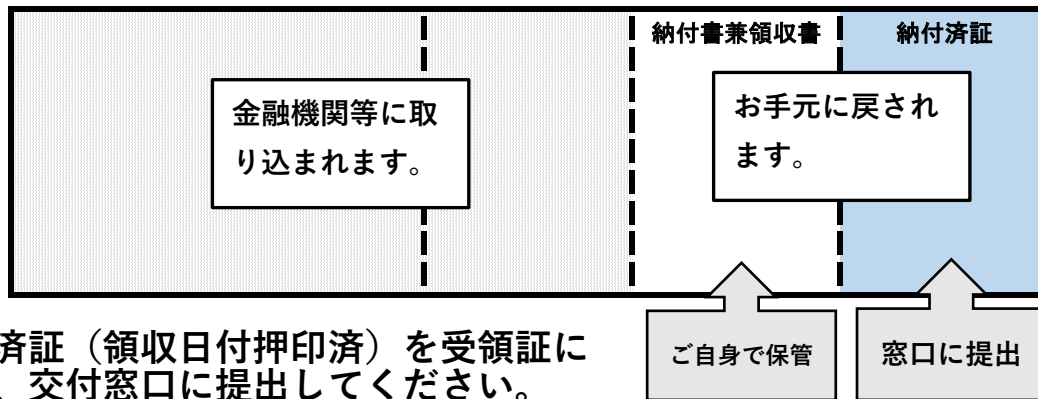 納付書兼領収書
納付済証
金融機関等に取
り込まれます。
お手元に戻され
ます。
済証（領収日付押印済）を受領証に
、交付窓口に提出してください。
ご自身で保管
窓口に提出